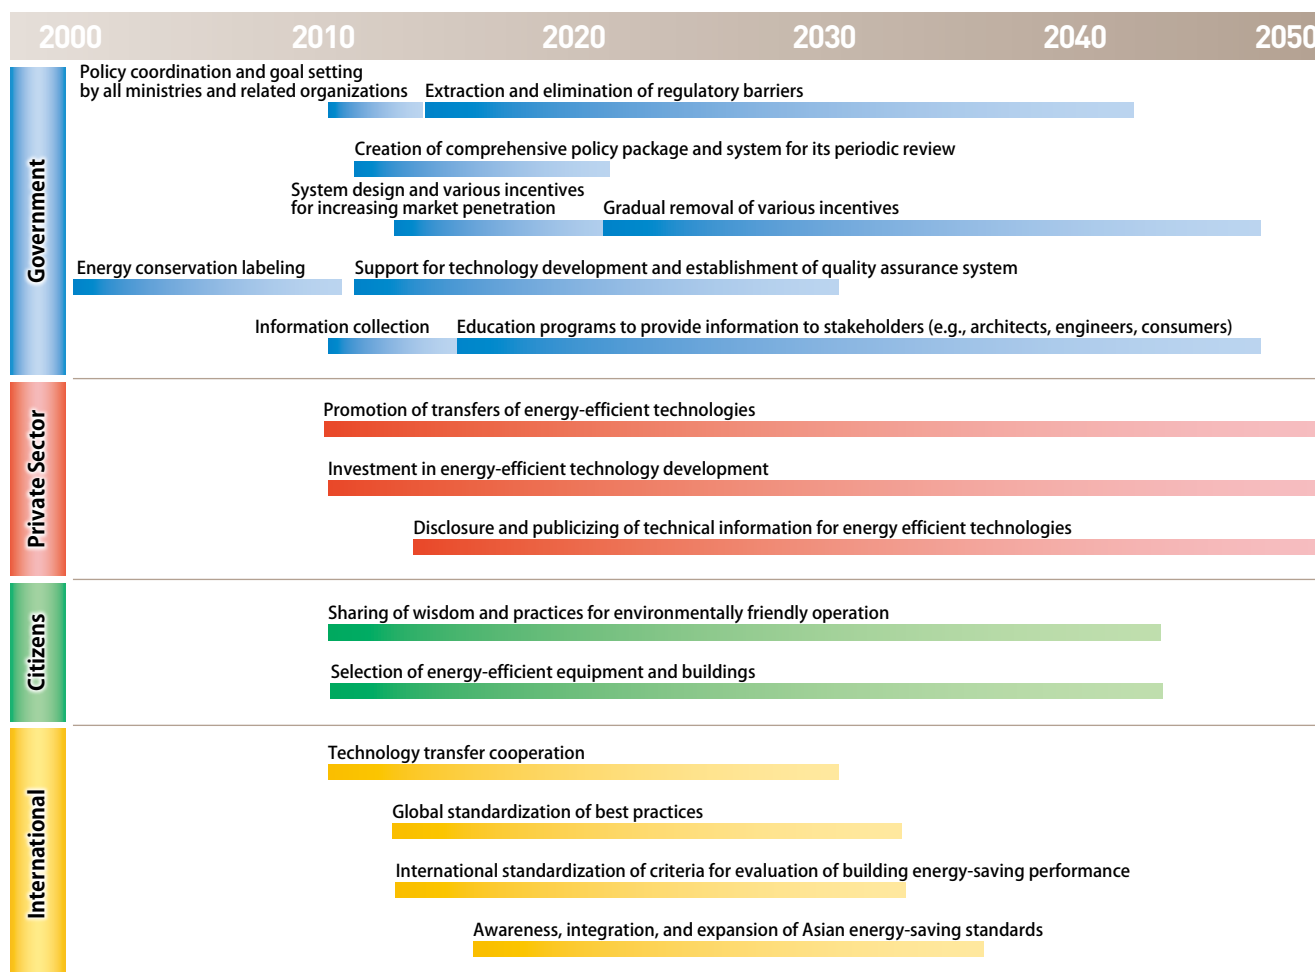 2000 2010 2020 2030 2040 2050
Government
Policy coordination and goal setting
by all ministries and related organizations
Extraction and elimination of regulatory barriers
Creation of comprehensive policy package and system for its periodic review
System design and various incentives
for increasing market penetration
Gradual removal of various incentives
Energy conservation labeling
Support for technology development and establishment of quality assurance system
Information collection
Education programs to provide information to stakeholders (e.g., architects, engineers, consumers)
Private Sector
Promotion of transfers of energy-efficient technologies
Investment in energy-efficient technology development
Disclosure and publicizing of technical information for energy efficient technologies
Citizens
Sharing of wisdom and practices for environmentally friendly operation
Selection of energy-efficient equipment and buildings
International
Technology transfer cooperation
Global standardization of best practices
International standardization of criteria for evaluation of building energy-saving performance
Awareness, integration, and expansion of Asian energy-saving standards